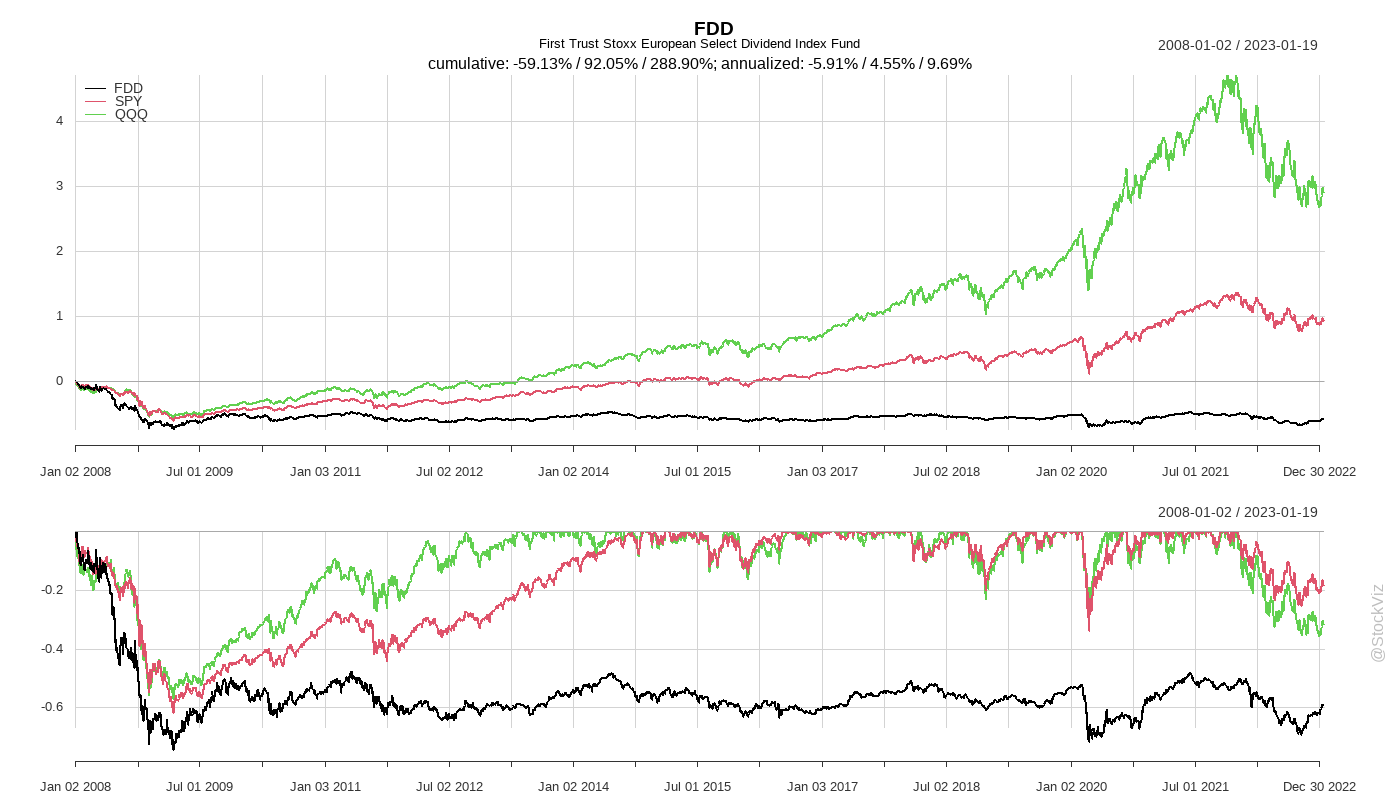 FDD
First Trust Stoxx European Select Dividend Index Fund
2008-01-02 / 2023-01-19
cumulative: -59.13% / 92.05% / 288.90%; annualized: -5.91% / 4.55% / 9.69%
FDD
SPY
QQQ
4
3
2
1
0
Jan 02 2008 Jul 01 2009 Jan 03 2011 Jul 02 2012 Jan 02 2014 Jul 01 2015 Jan 03 2017 Jul 02 2018 Jan 02 2020 Jul 01 2021 Dec 30 2022
2008-01-02 / 2023-01-19
-0.2
-0.4
-0.6
Jan 02 2008 Jul 01 2009 Jan 03 2011 Jul 02 2012 Jan 02 2014 Jul 01 2015 Jan 03 2017 Jul 02 2018 Jan 02 2020 Jul 01 2021 Dec 30 2022
@StockViz